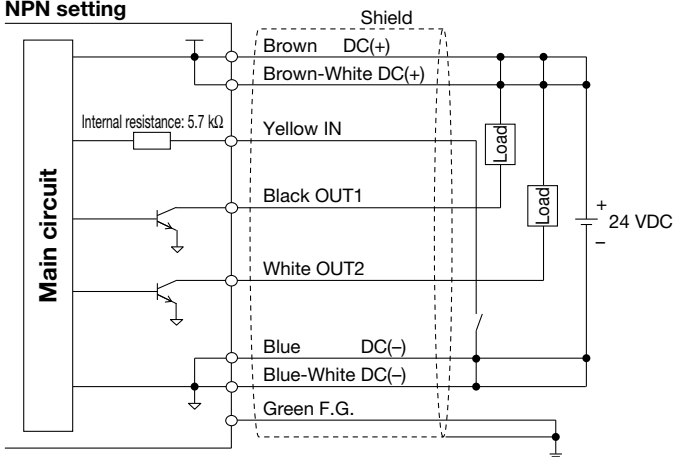 NPN setting
Shield
Brown DC(+)
Brown-White DC(+)
Internal resistance: 5.7 kΩ
Yellow IN
Load
Black OUT1
Load
+
24 VDC
–
Main circuit
White OUT2
Blue DC(–)
Blue-White DC(–)
Green F.G.